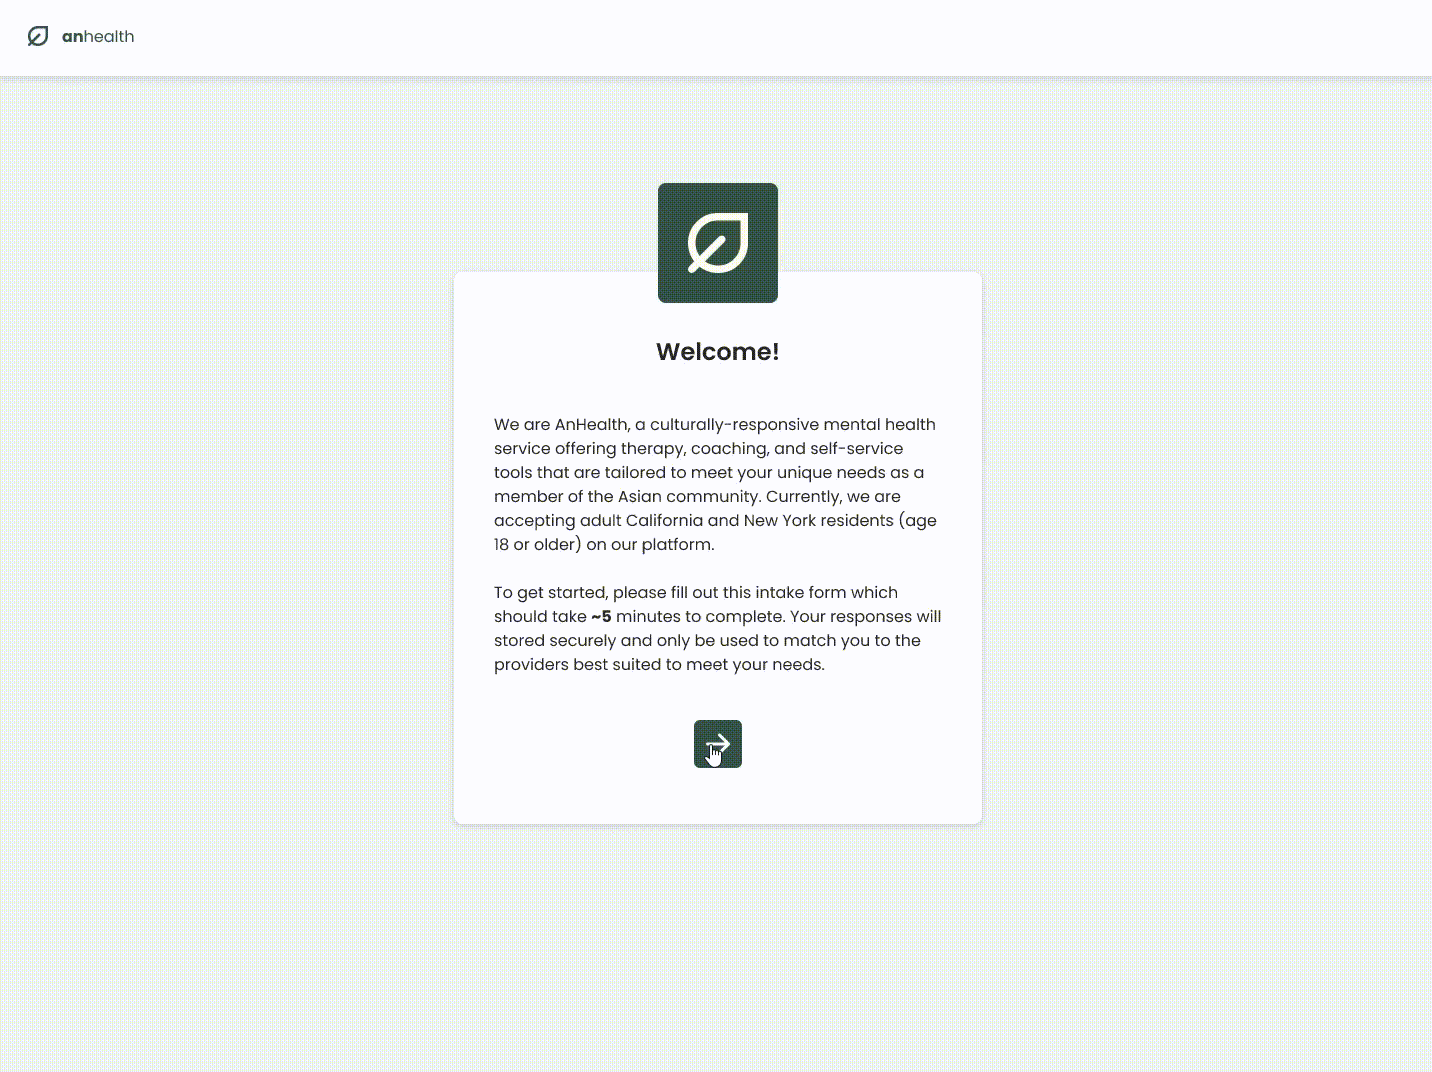 anhealth
Welcome!
We are AnHealth, a culturally-responsive mental health
service offering therapy, coaching, and self-service
tools that are tailored to meet your unique needs as a
member of the Asian community. Currently, we are
accepting adult California and New York residents (age
18 or older) on our platform.
To get started, please fill out this intake form which
should take ~5 minutes to complete. Your responses will
stored securely and only be used to match you to the
providers best suited to meet your needs.